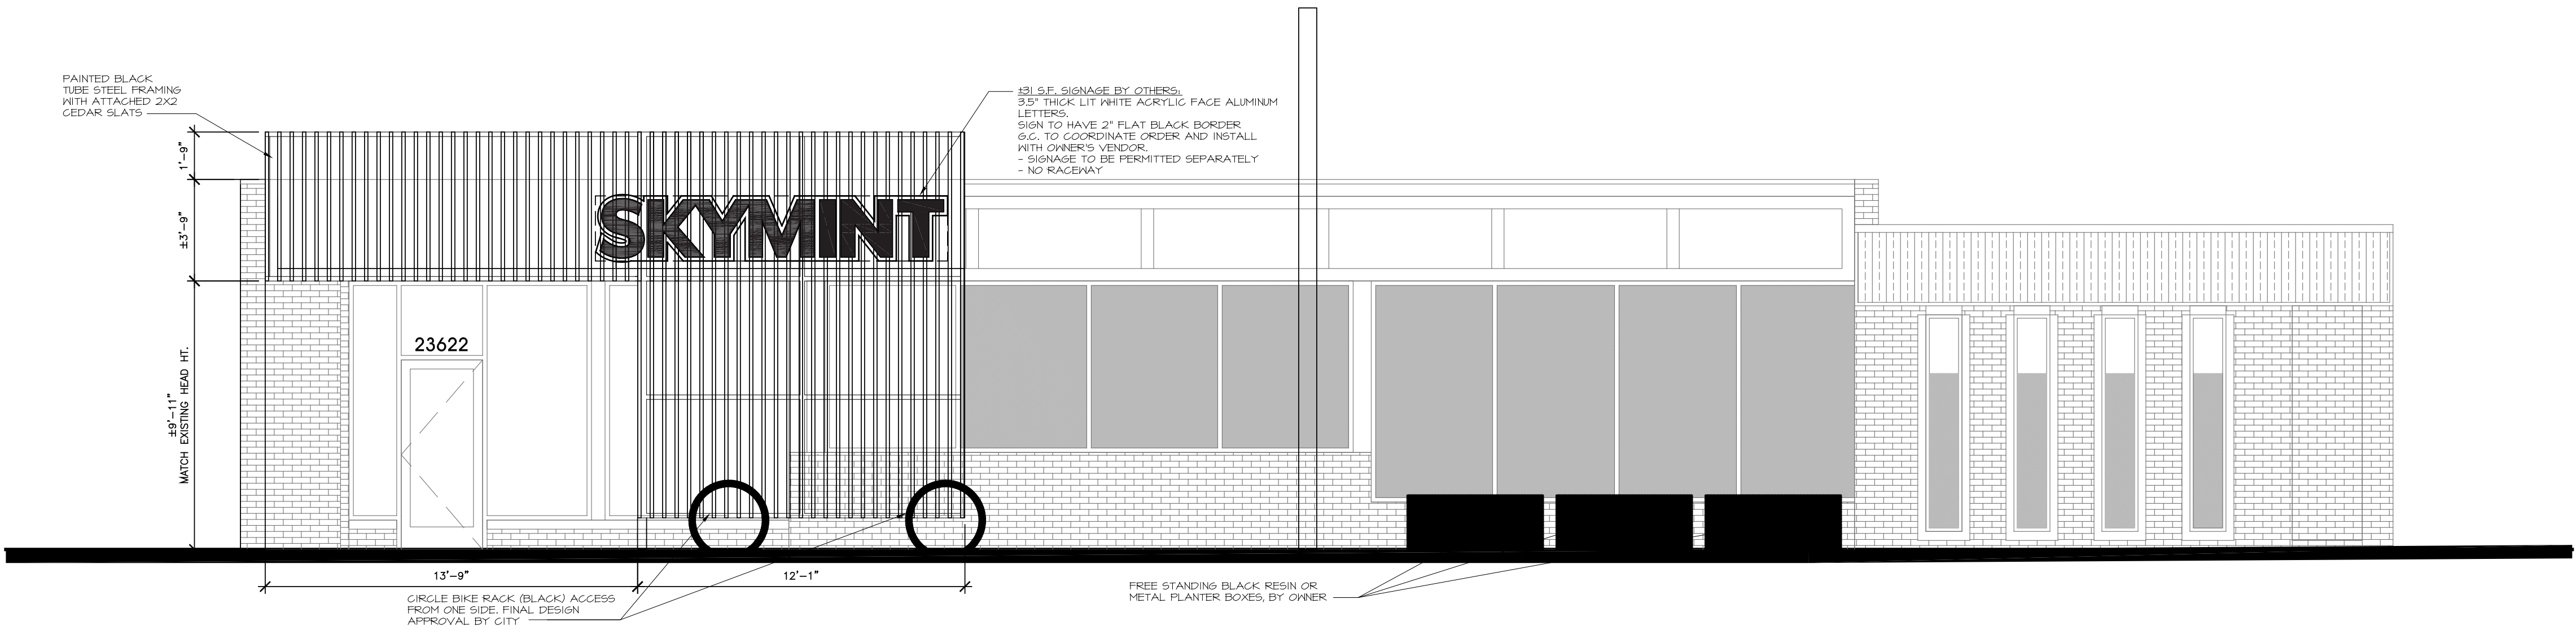 PAINTED BLACK
TUBE STEEL FRAMING
WITH ATTACHED 2X2
CEDAR SLATS
±31 S.F. SIGNAGE BY OTHERS:
3.5" THICK LIT WHITE ACRYLIC FACE ALUMINUM
LETTERS.
SIGN TO HAVE 2" FLAT BLACK BORDER
G.C. TO COORDINATE ORDER AND INSTALL
WITH OWNER'S VENDOR.
- SIGNAGE TO BE PERMITTED SEPARATELY
- NO RACEWAY
1'-9"
±3'-9"
±9'-11"
MATCH EXISTING HEAD HT.
SKYMINT
23622
13'-9"
12'-1"
CIRCLE BIKE RACK (BLACK) ACCESS
FROM ONE SIDE. FINAL DESIGN
APPROVAL BY CITY
FREE STANDING BLACK RESIN OR
METAL PLANTER BOXES, BY OWNER